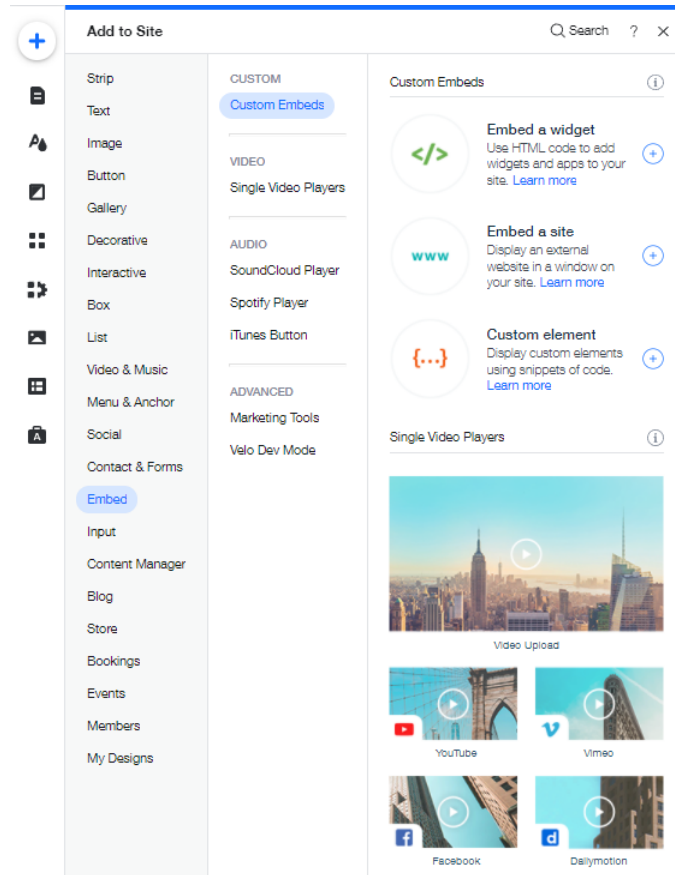 Add to Site
Search
?
Strip
Text
Image
Button
Gallery
Decorative
Interactive
Box
List
Video & Music
Menu & Anchor
Social
Contact & Forms
Embed
Input
Content Manager
Blog
Store
Bookings
Events
Members
My Designs
CUSTOM
Custom Embeds
VIDEO
Single Video Players
AUDIO
SoundCloud Player
Spotify Player
iTunes Button
ADVANCED
Marketing Tools
Velo Dev Mode
Custom Embeds
</>
Embed a widget
Use HTML code to add
widgets and apps to your
site. Learn more
www
Embed a site
Display an external
website in a window on
your site. Learn more
{...}
Custom element
Display custom elements
using snippets of code.
Learn more
Single Video Players
Video Upload
YouTube
Vimeo
Facebook
Dailymotion